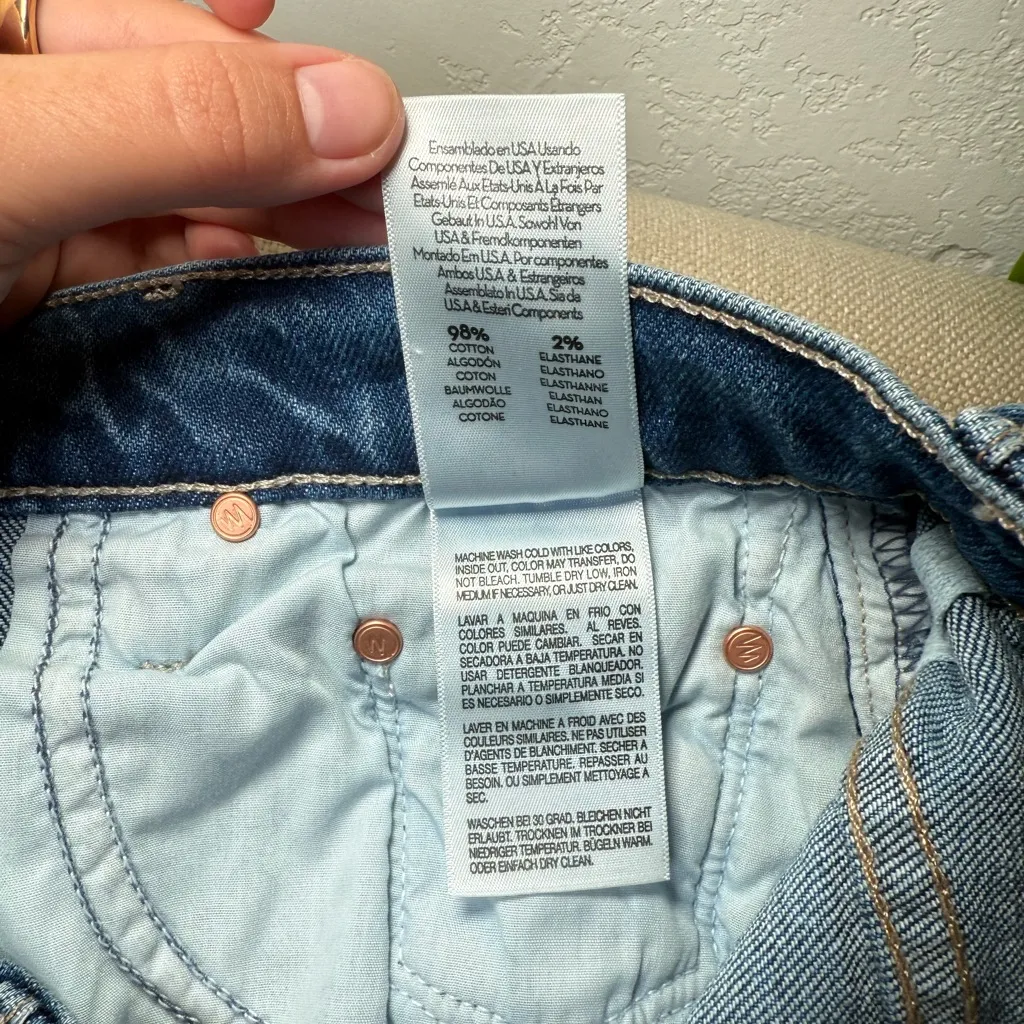 Ensamblado en USA Usando
Componentes De USA Y Extranjeros
Assemlé Aux Etats-Unis À La Fois Par
Etats-Unis Et Composants Étrangers
Gebaut In U.S.A. Sowohl Von
USA & Fremdkomponenten
Montado Em U.S.A. Por componentes
Ambos U.S.A. & Estrangeiros
Assemblato In U.S.A. Sia da
U.S.A & Esteri Components
98%
COTTON
ALGODÓN
COTON
BAUMWOLLE
ALGODÃO
COTONE
2%
ELASTHANE
ELASTHANO
ELASTHANNE
ELASTHAN
ELASTHANO
ELASTHANE
MACHINE WASH COLD WITH LIKE COLORS,
INSIDE OUT, COLOR MAY TRANSFER, DO
NOT BLEACH. TUMBLE DRY LOW, IRON
MEDIUM IF NECESSARY, OR JUST DRY CLEAN.
LAVAR A MAQUINA EN FRIO CON
COLORES SIMILARES. AL REVES.
COLOR PUEDE CAMBIAR. SECAR EN
SECADORA A BAJA TEMPERATURA. NO
USAR DETERGENTE BLANQUEADOR.
PLANCHAR A TEMPERATURA MEDIA SI
ES NECESARIO O SIMPLEMENTE SECO.
LAVER EN MACHINE A FROID AVEC DES
COULEURS SIMILARES. NE PAS UTILISER
D'AGENTS DE BLANCHIMENT. SECHER À
BASSE TEMPERATURE. REPASSER AU
BESOIN. OU SIMPLEMENT METTOYAGE A
SEC.
WASCHEN BEI 30 GRAD. BLEICHEN NICHT
ERLAUBT. TROCKNEN IM TROCKNER BEI
NIEDRIGER TEMPERATUR. BÜGELN WARM.
ODER EINFACH DRY CLEAN.